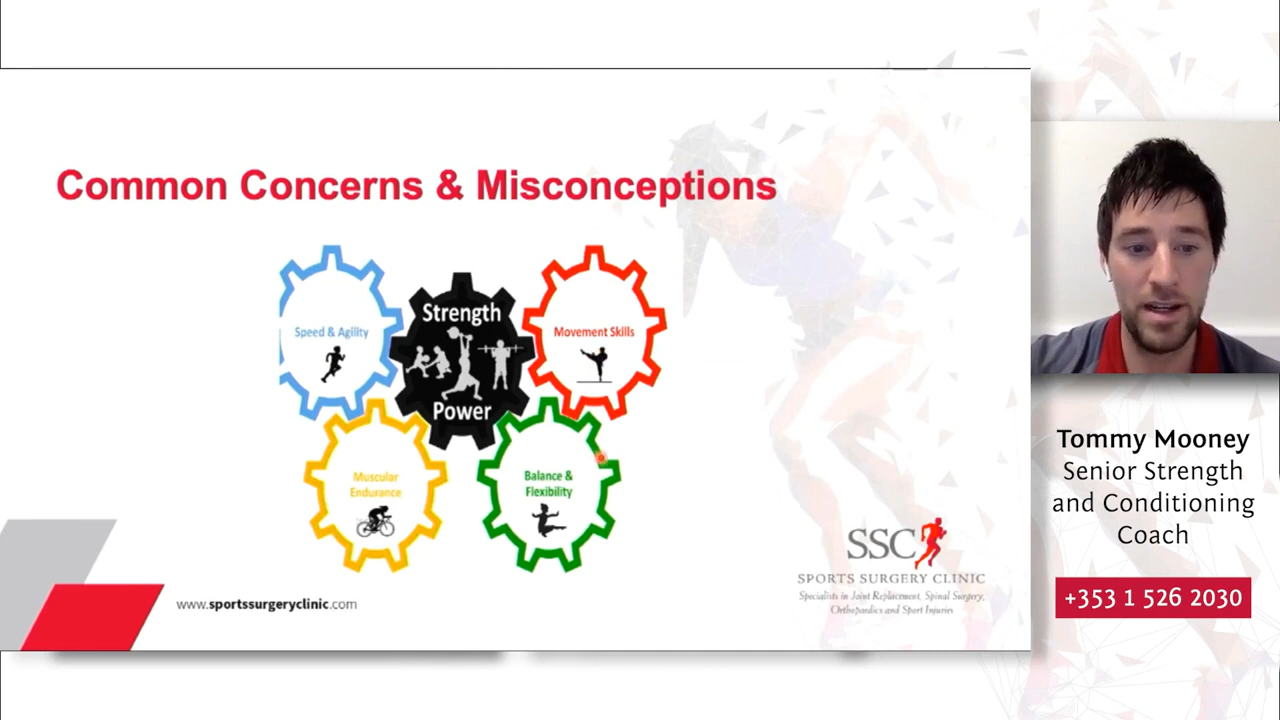 Common Concerns & Misconceptions
Speed & Agility
Strength
Power
Movement Skills
Muscular
Endurance
Balance &
Flexibility
www.sportssurgeryclinic.com
SSC
SPORTS SURGERY CLINIC
Specialists in Joint Replacement, Spinal Surgery,
Orthopaedics and Sport Injuries
Tommy Mooney
Senior Strength
and Conditioning
Coach
+353 1 526 2030